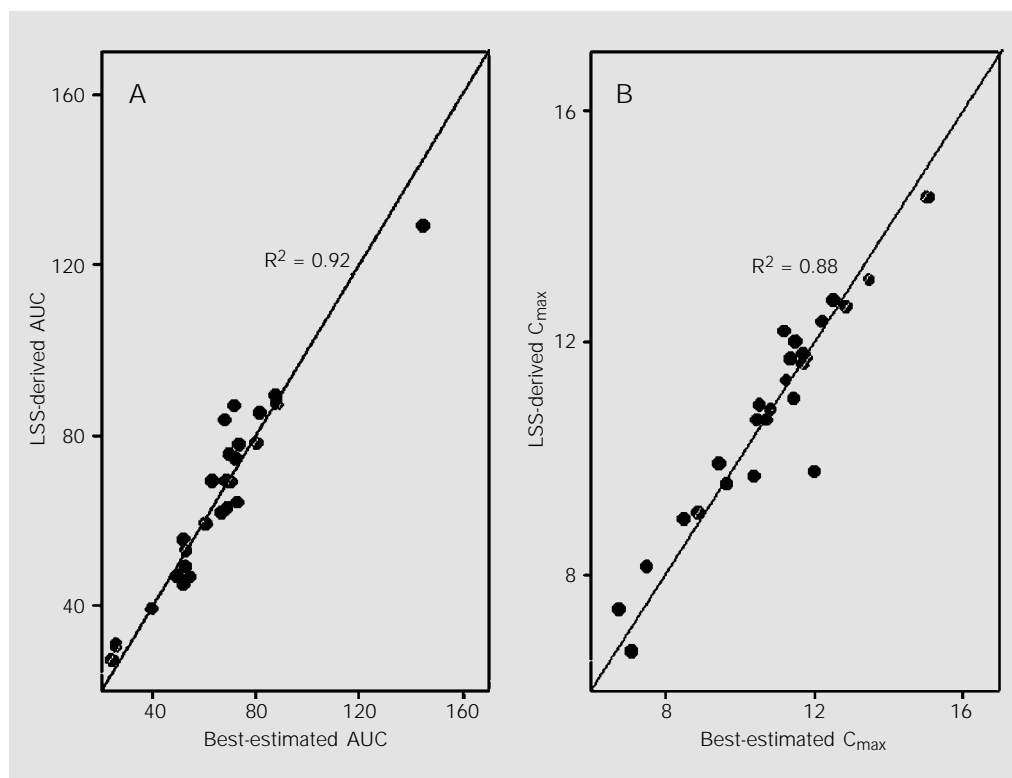 A
160
120
80
40
LSS-derived AUC
R² = 0.92
40 80 120 160
Best-estimated AUC
B
16
12
8
LSS-derived Cmax
R² = 0.88
8 12 16
Best-estimated Cmax